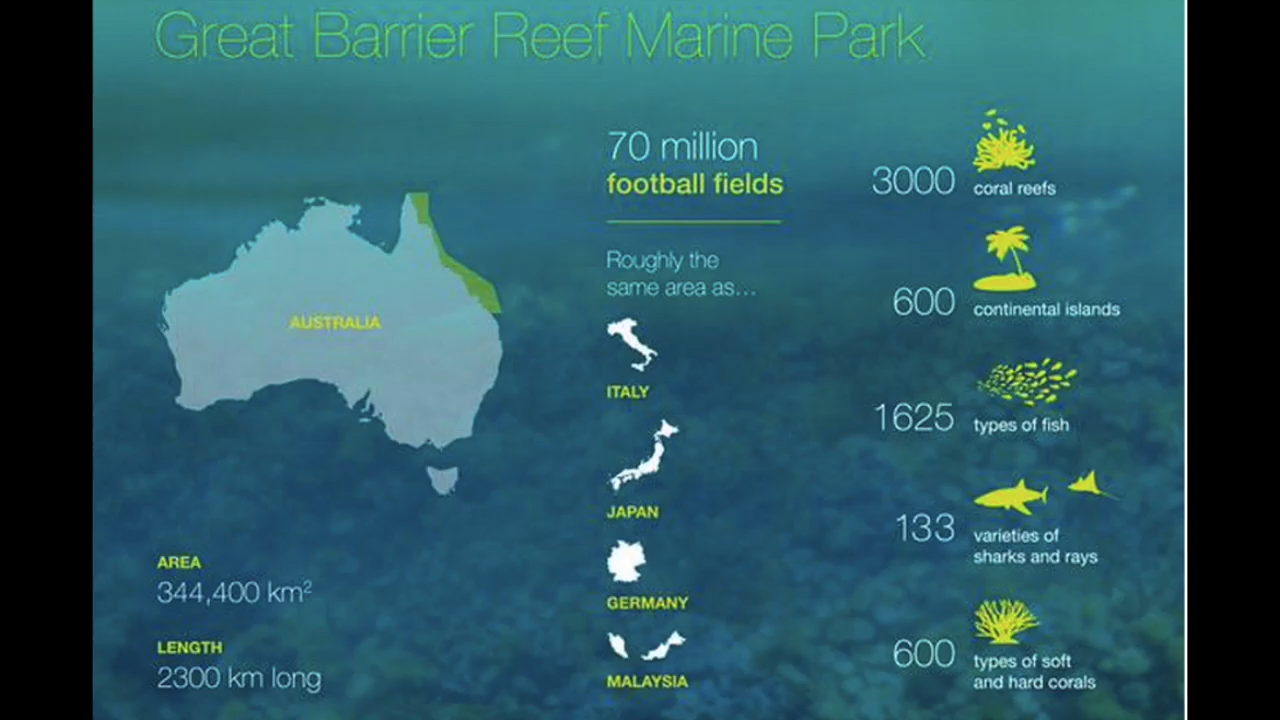 Great Barrier Reef Marine Park
AUSTRALIA
AREA
344,400 km²
LENGTH
2300 km long
70 million
football fields
Roughly the
same area as...
ITALY
JAPAN
GERMANY
MALAYSIA
3000
coral reefs
600
continental islands
1625
types of fish
133
varieties of
sharks and rays
600
types of soft
and hard corals